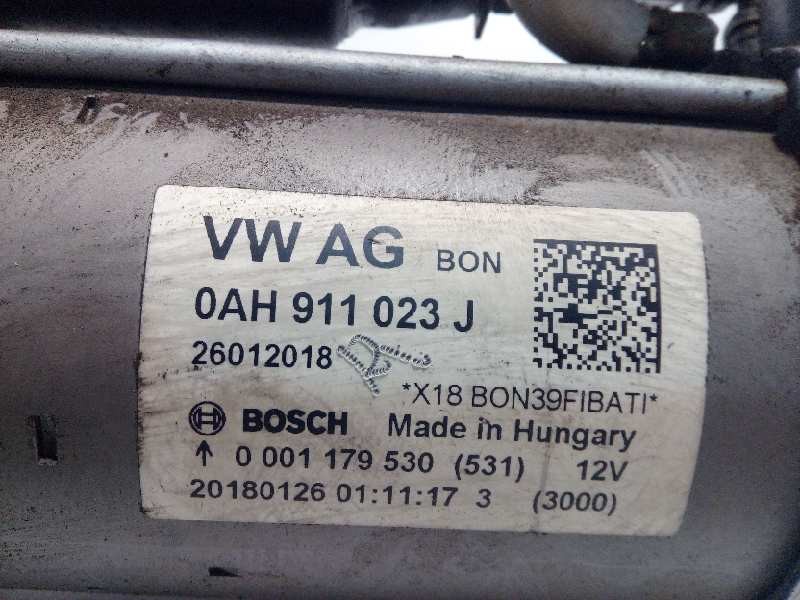 VW AG BON
0AH 911 023 J
26012018
*X18 BON39FIBATI*
BOSCH Made in Hungary
↑ 0 001 179 530 (531) 12V
20180126 01:11:17 3 (3000)